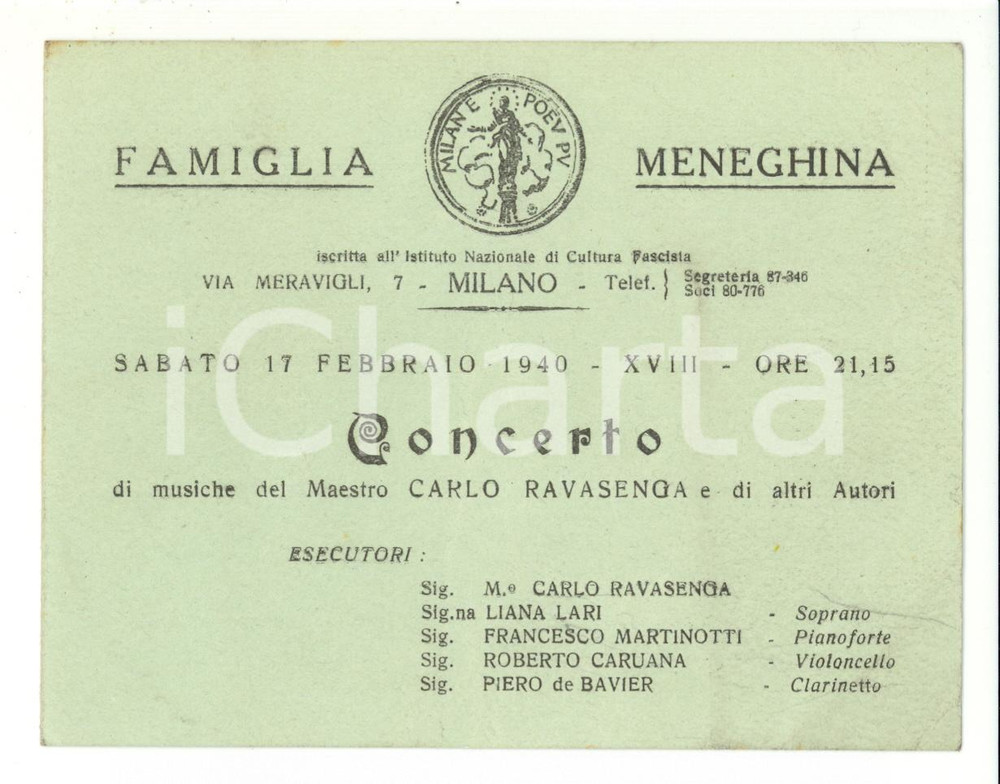 FAMIGLIA MENEGHINA
MILAN E POEU PU
iscritta all' Istituto Nazionale di Cultura Fascista
VIA MERAVIGLI, 7 - MILANO - Telef. } Segreteria 87-346
Soci 80-776
SABATO 17 FEBBRAIO 1940 - XVIII - ORE 21,15
Concerto
di musiche del Maestro CARLO RAVASENGA e di altri Autori
ESECUTORI :
Sig. M.o CARLO RAVASENGA
Sig.na LIANA LARI - Soprano
Sig. FRANCESCO MARTINOTTI - Pianoforte
Sig. ROBERTO CARUANA - Violoncello
Sig. PIERO de BAVIER - Clarinetto
iCharta